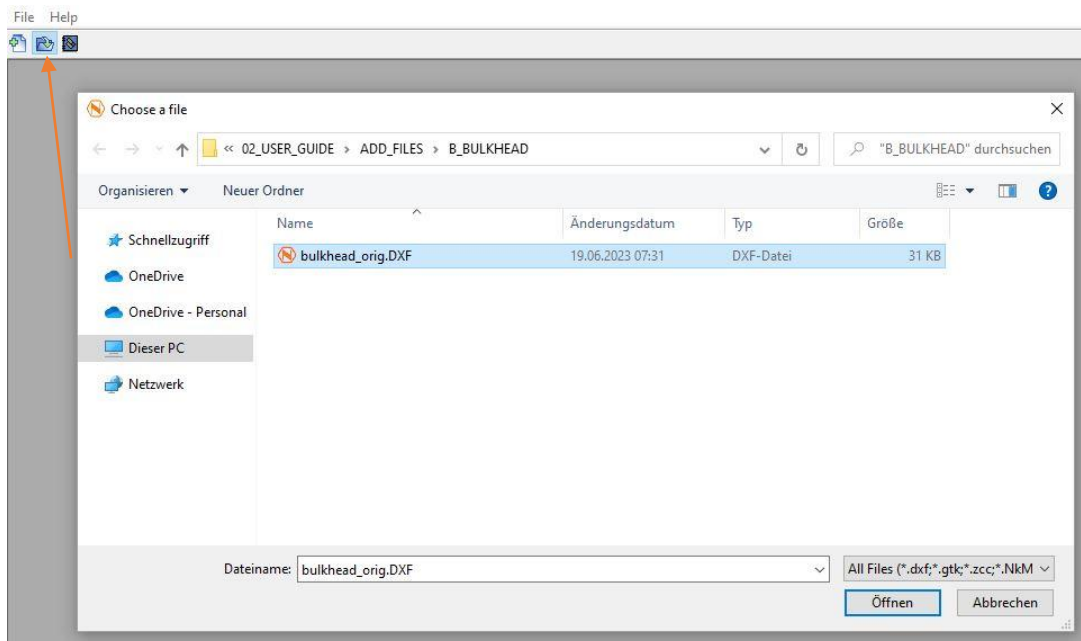 File Help
Choose a file
« 02_USER_GUIDE › ADD_FILES › B_BULKHEAD
"B_BULKHEAD" durchsuchen
Organisieren
Neuer Ordner
Name Änderungsdatum Typ Größe
Schnellzugriff
bulkhead_orig.DXF 19.06.2023 07:31 DXF-Datei 31 KB
OneDrive
OneDrive - Personal
Dieser PC
Netzwerk
Dateiname: bulkhead_orig.DXF
All Files (*.dxf;*.gtk;*.zcc;*.NkM
Öffnen Abbrechen